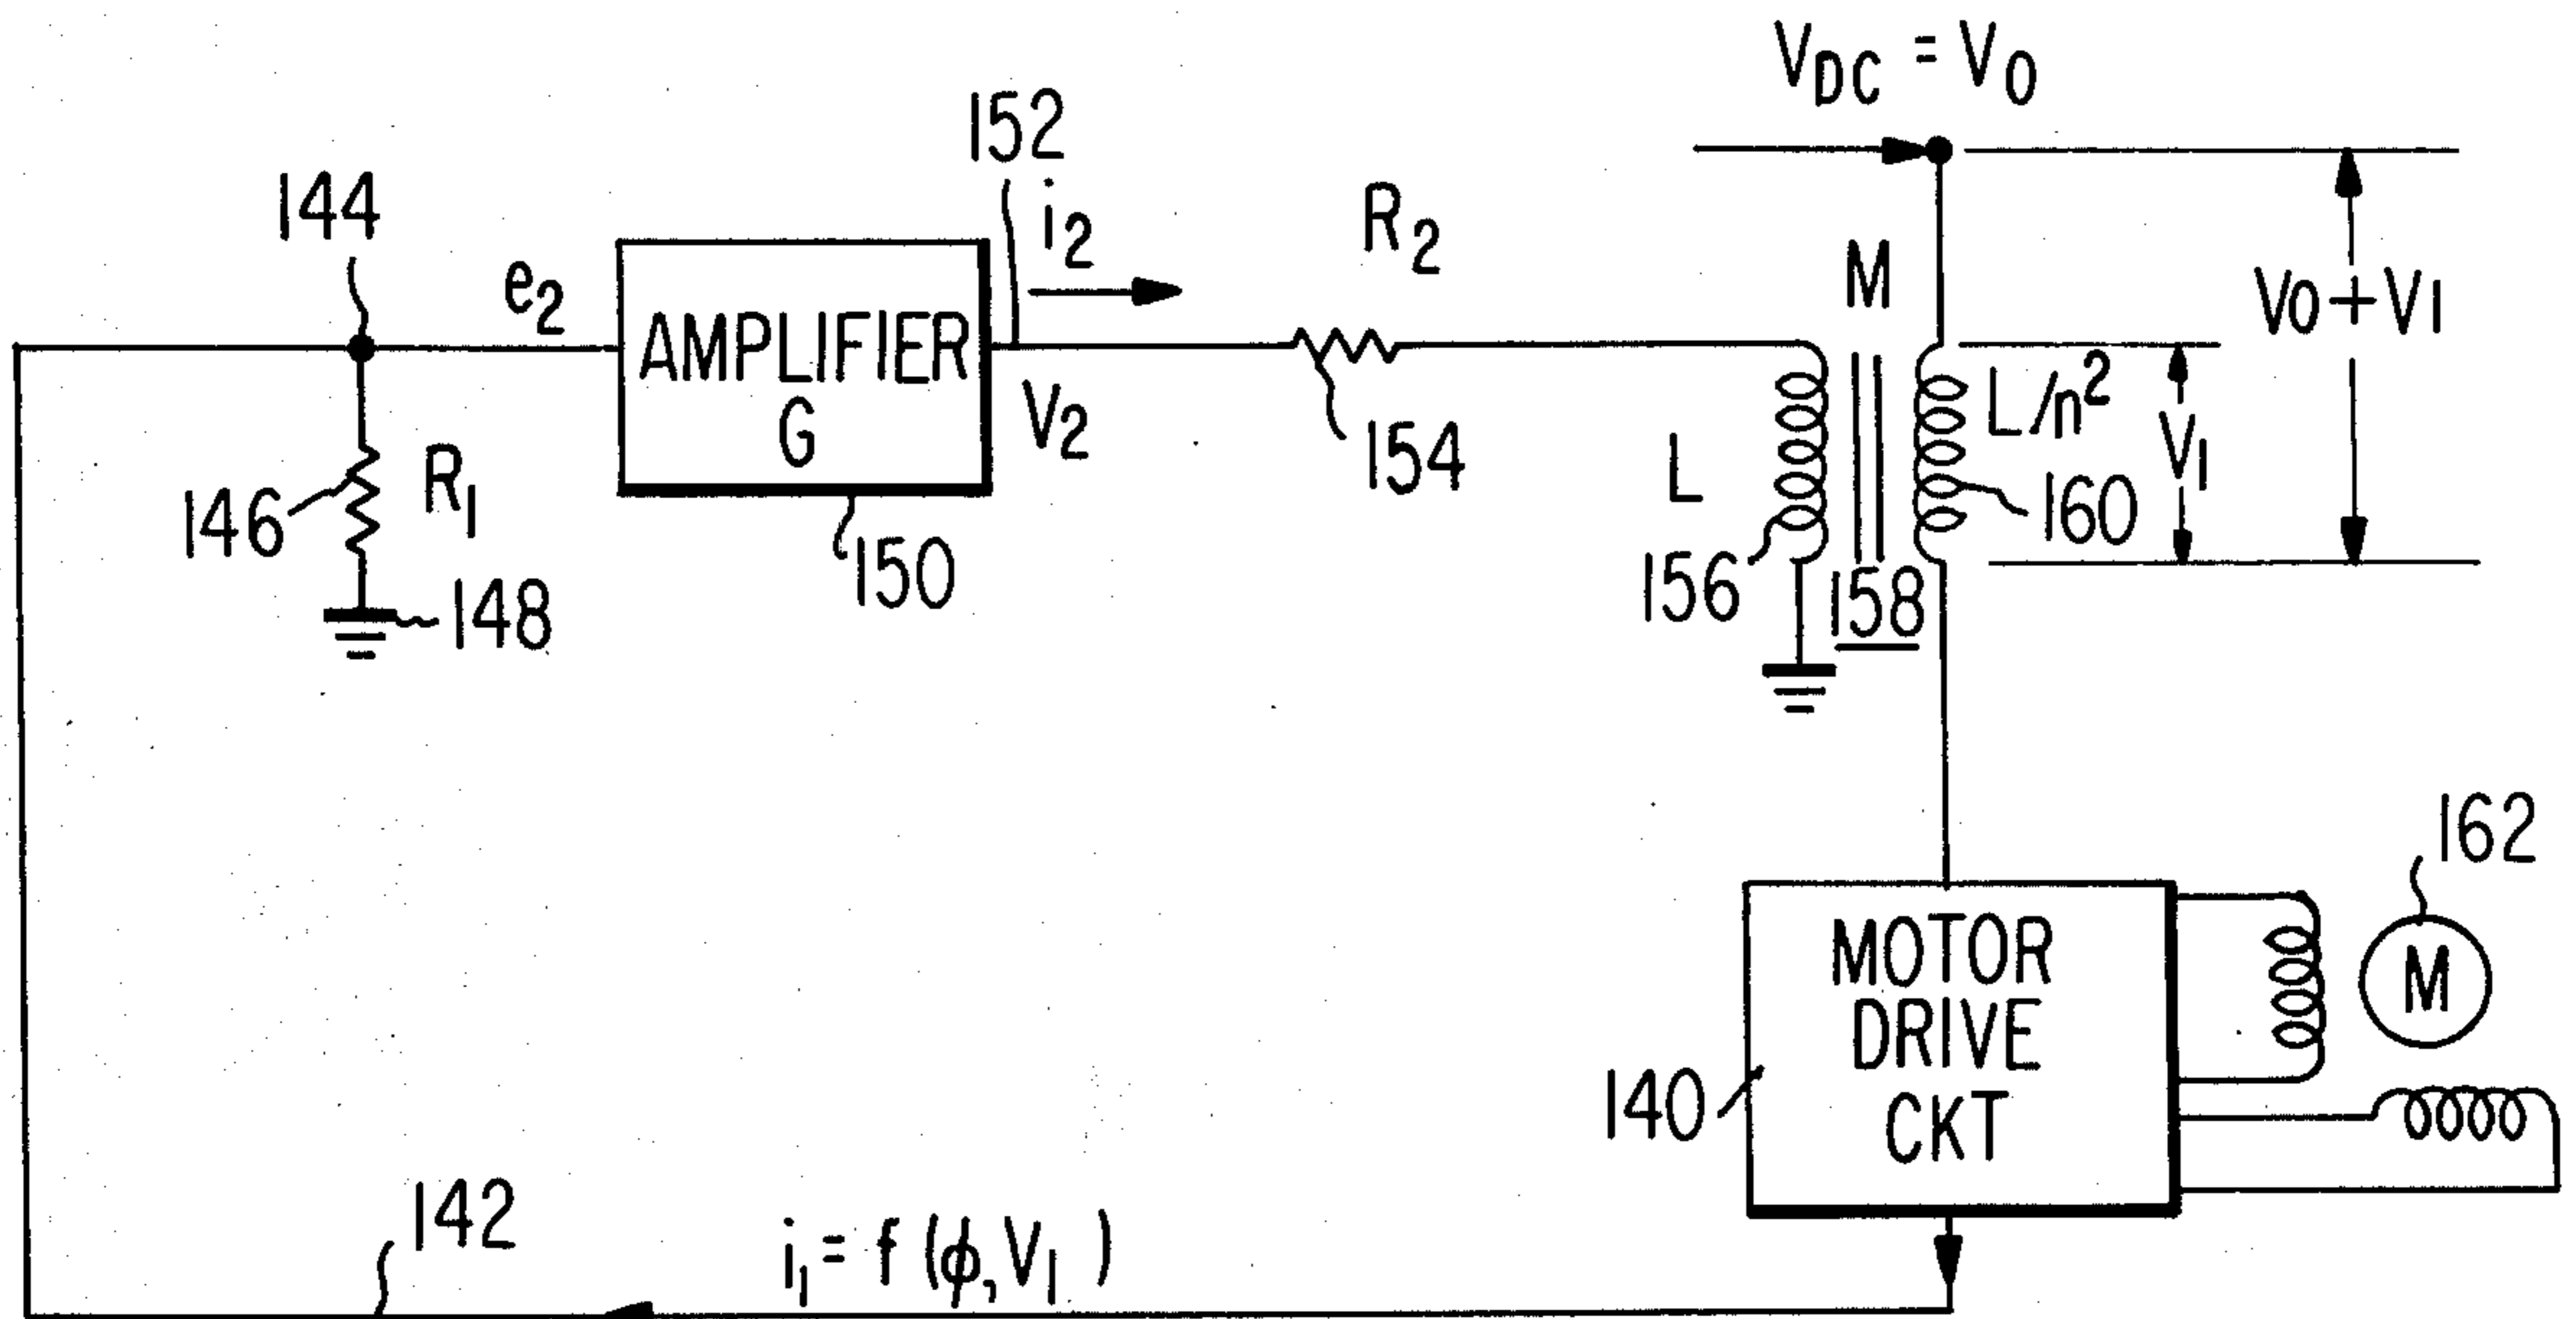 V_DC = V_0
152
144
i_2
R_2
e_2
M
V_0 + V_1
AMPLIFIER
G
V_2
L/n^2
V_1
154
L
146
R_1
160
150
156
158
148
162
MOTOR
DRIVE
CKT
M
140
142
i_1 = f (ϕ, V_1 )